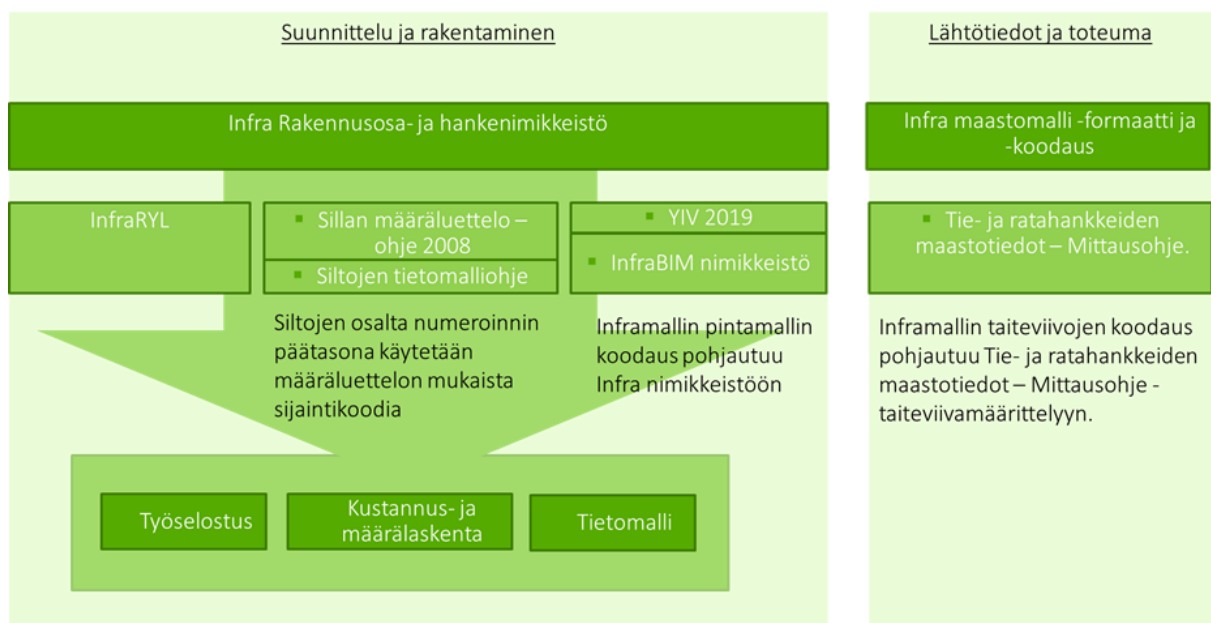 Suunnittelu ja rakentaminen
Infra Rakennusosa- ja hankenimikkeistö
InfraRYL
▪ Sillan määräluettelo –
ohje 2008
▪ Siltojen tietomalliohje
▪ YIV 2019
▪ InfraBIM nimikkeistö
Siltojen osalta numeroinnin
päätasona käytetään
määräluettelon mukaista
sijaintikoodia
Inframallin pintamallin
koodaus pohjautuu
Infra nimikkeistöön
Työselostus
Kustannus- ja
määrälaskenta
Tietomalli
Lähtötiedot ja toteuma
Infra maastomalli -formaatti ja
-koodaus
▪ Tie- ja ratahankkeiden
maastotiedot – Mittausohje.
Inframallin taiteviivojen koodaus
pohjautuu Tie- ja ratahankkeiden
maastotiedot – Mittausohje -
taiteviivamäärittelyyn.